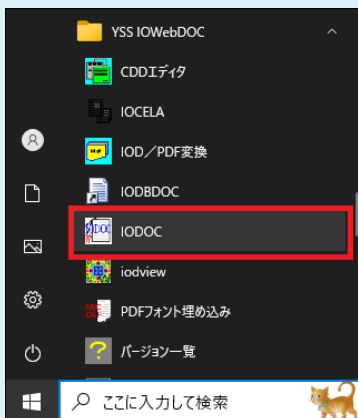 YSS IOWebDOC
CDDエディタ
IOCELA
IOD／PDF変換
IODBDOC
IODOC
iodview
PDFフォント埋め込み
バージョン一覧
ここに入力して検索